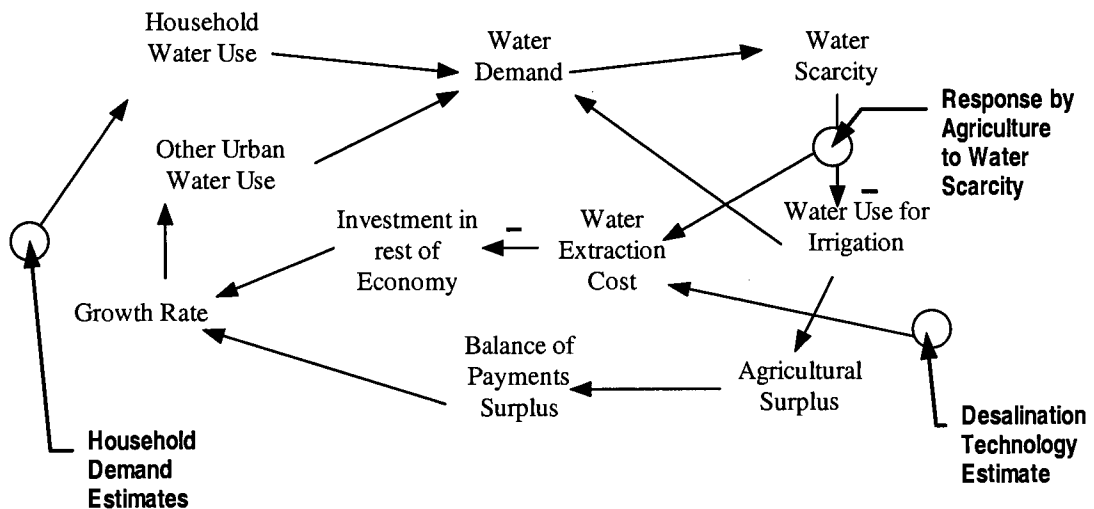 Household
Water Use
Water
Demand
Water
Scarcity
Response by
Agriculture
to Water
Scarcity
Other Urban
Water Use
Investment in
rest of
Economy
–
Water
Extraction
Cost
–
Water Use for
Irrigation
Growth Rate
Balance of
Payments
Surplus
Agricultural
Surplus
Household
Demand
Estimates
Desalination
Technology
Estimate